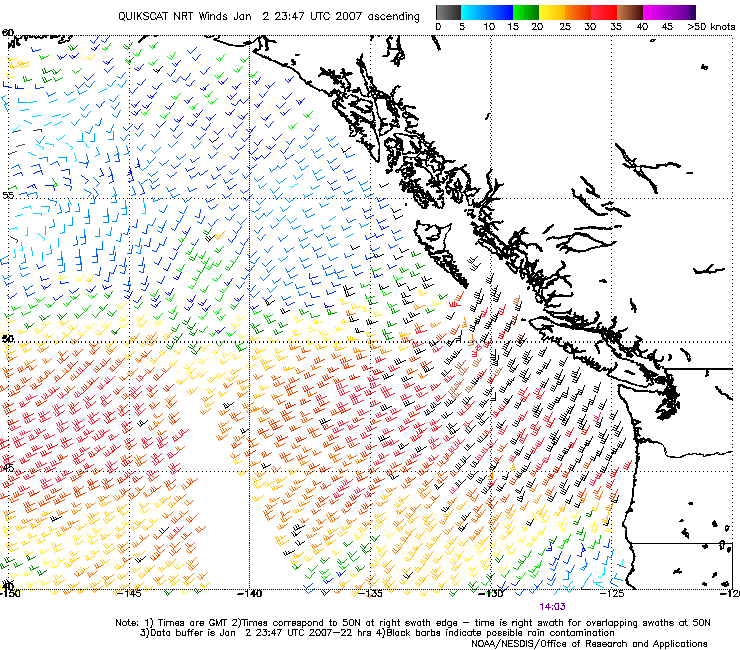 QUIKSCAT NRT Winds Jan  2 23:47 UTC 2007 ascending
0 5 10 15 20 25 30 35 40 45 >50 knots
60
55
50
45
40
-150 -145 -140 -135 -130 -125 -12
14:03
Note: 1) Times are GMT 2)Times correspond to 50N at right swath edge - time is right swath for overlapping swaths at 50N
3)Data buffer is Jan  2 23:47 UTC 2007-22 hrs 4)Black barbs indicate possible rain contamination
NOAA/NESDIS/Office of Research and Applications